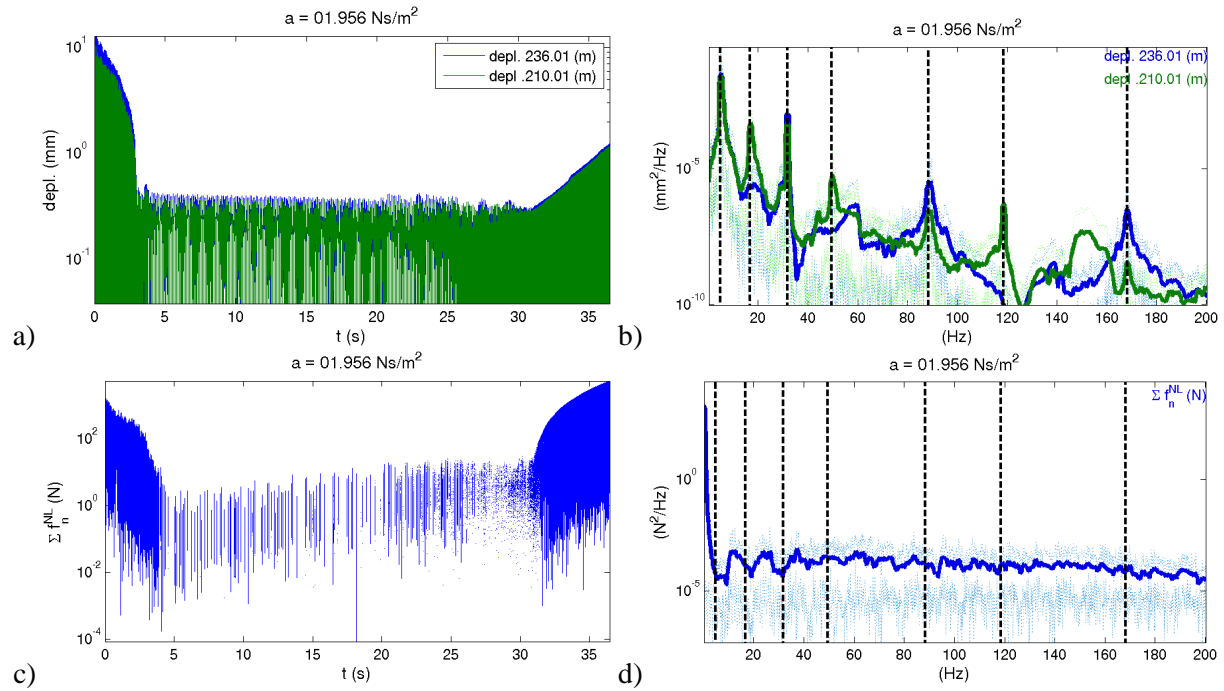 a = 01.956 Ns/m²
10¹
10⁰
10⁻¹
depl. (mm)
depl. 236.01 (m)
depl .210.01 (m)
0 5 10 15 20 25 30 35
t (s)
a)
a = 01.956 Ns/m²
depl. 236.01 (m)
depl .210.01 (m)
10⁻⁵
10⁻¹⁰
(mm²/Hz)
20 40 60 80 100 120 140 160 180 200
(Hz)
b)
a = 01.956 Ns/m²
10²
10⁰
10⁻²
10⁻⁴
Σ fₙᴺᴸ (N)
0 5 10 15 20 25 30 35
t (s)
c)
a = 01.956 Ns/m²
Σ fₙᴺᴸ (N)
10⁰
10⁻⁵
(N²/Hz)
20 40 60 80 100 120 140 160 180 200
(Hz)
d)